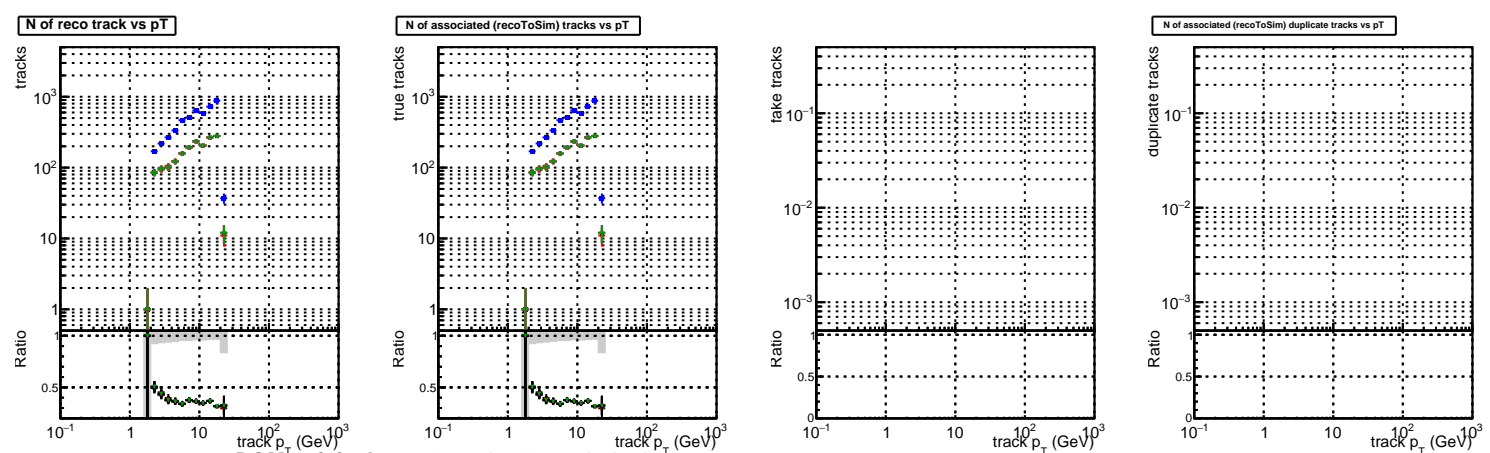 N of reco track vs pT
N of associated (recoToSim) tracks vs pT
N of associated (recoToSim) duplicate tracks vs pT
tracks
10³
10²
10
1
Ratio
1
0.5
10⁻¹ 1 10 10² 10³
track p_T (GeV)
true tracks
10³
10²
10
1
Ratio
1
0.5
10⁻¹ 1 10 10² 10³
track p_T (GeV)
fake tracks
10⁻¹
10⁻²
10⁻³
Ratio
1
0.5
0
10⁻¹ 1 10 10² 10³
track p_T (GeV)
duplicate tracks
10⁻¹
10⁻²
10⁻³
Ratio
1
0.5
0
10⁻¹ 1 10 10² 10³
track p_T (GeV)